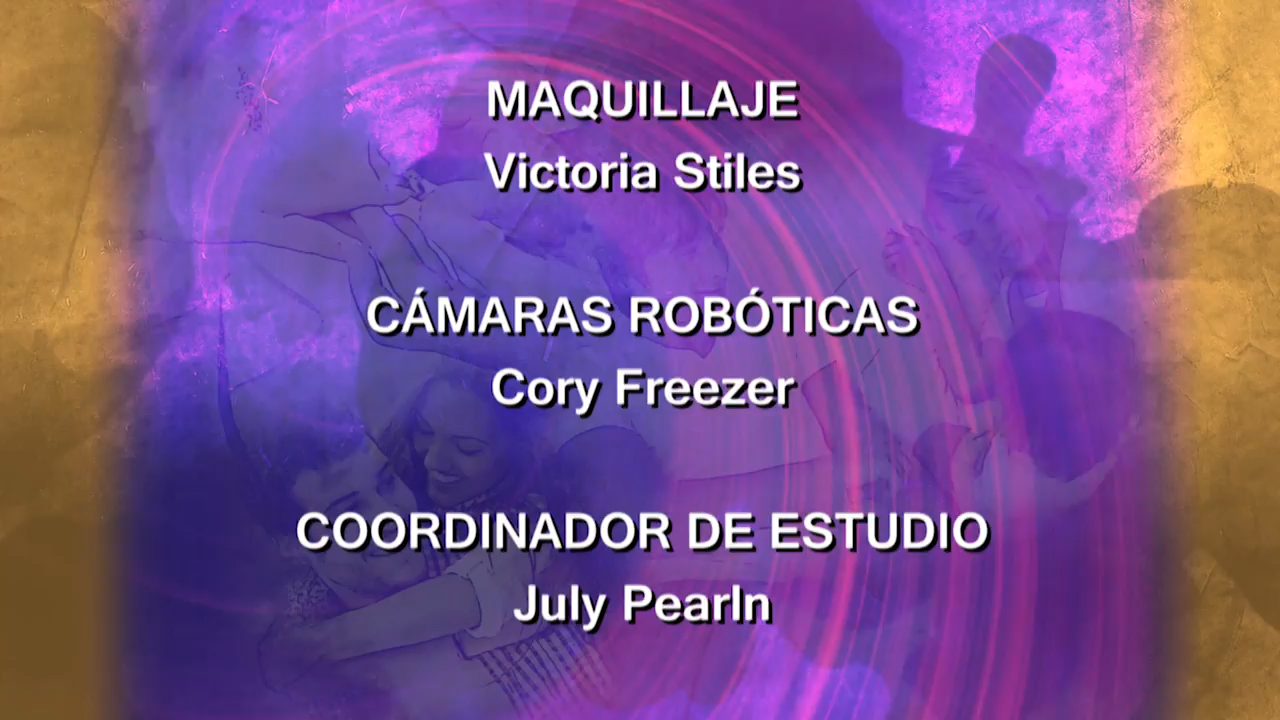 MAQUILLAJE
Victoria Stiles
CÁMARAS ROBÓTICAS
Cory Freezer
COORDINADOR DE ESTUDIO
July Pearln